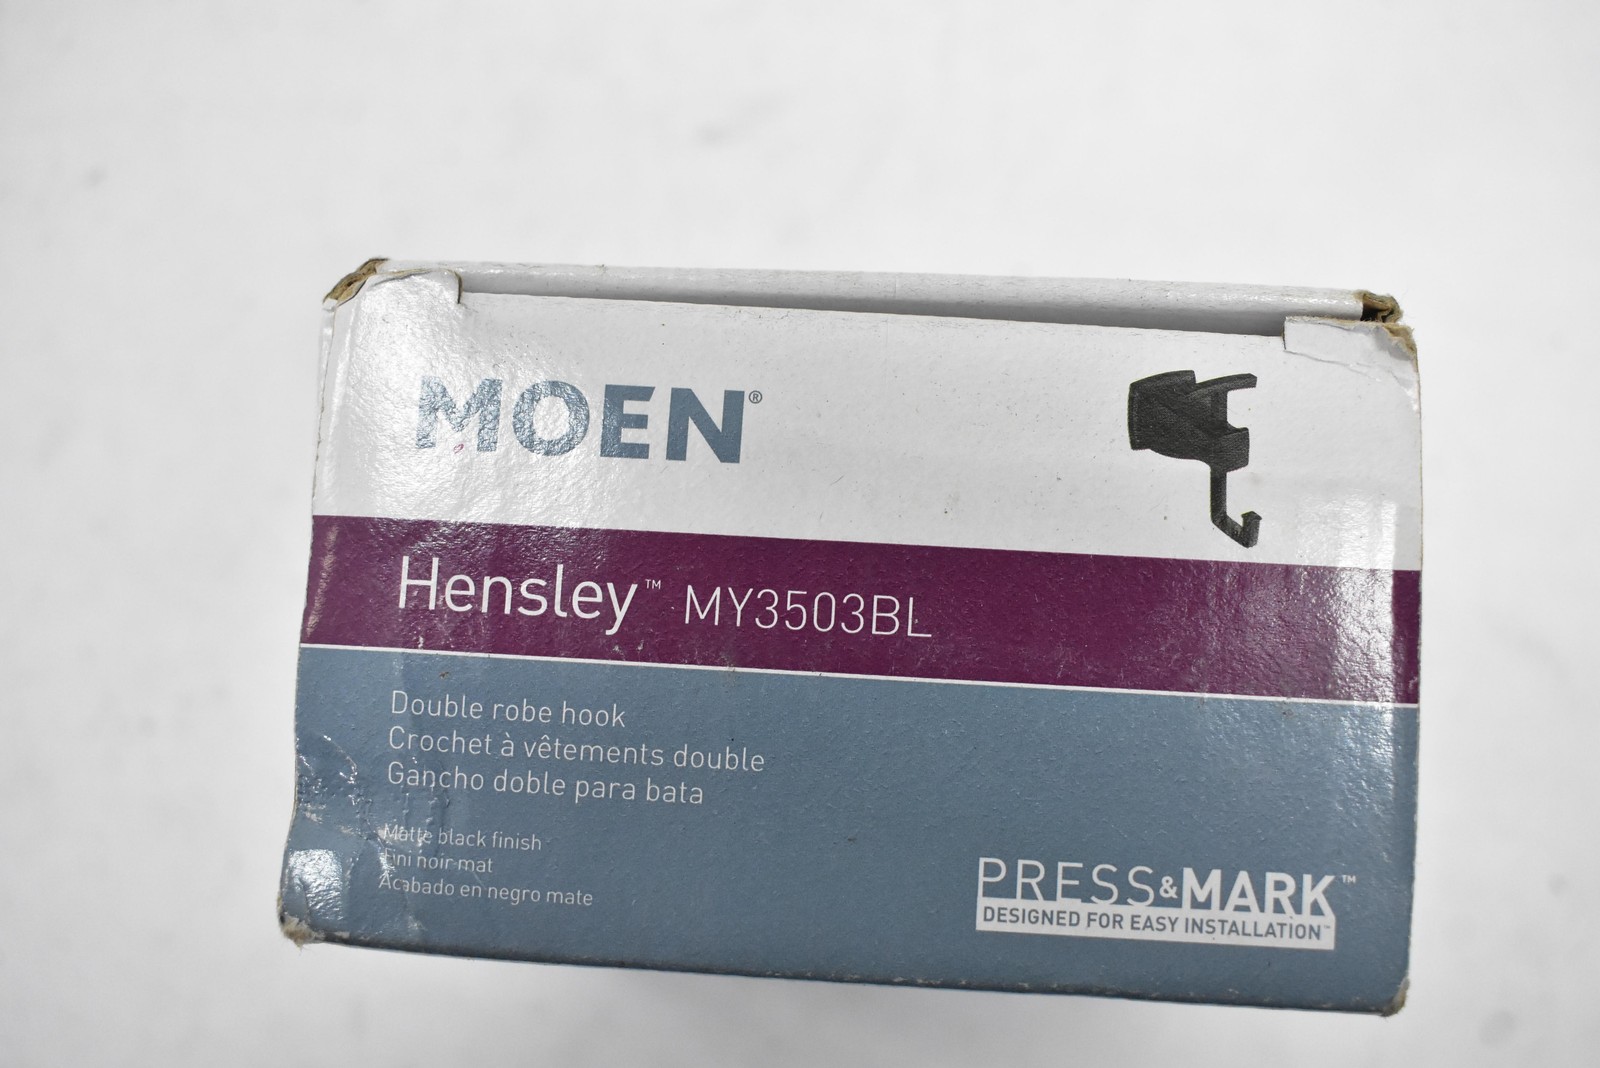 MOEN®
Hensley™ MY3503BL
Double robe hook
Crochet à vêtements double
Gancho doble para bata
Matte black finish
Fini noir mat
Acabado en negro mate
PRESS&MARK™
DESIGNED FOR EASY INSTALLATION™